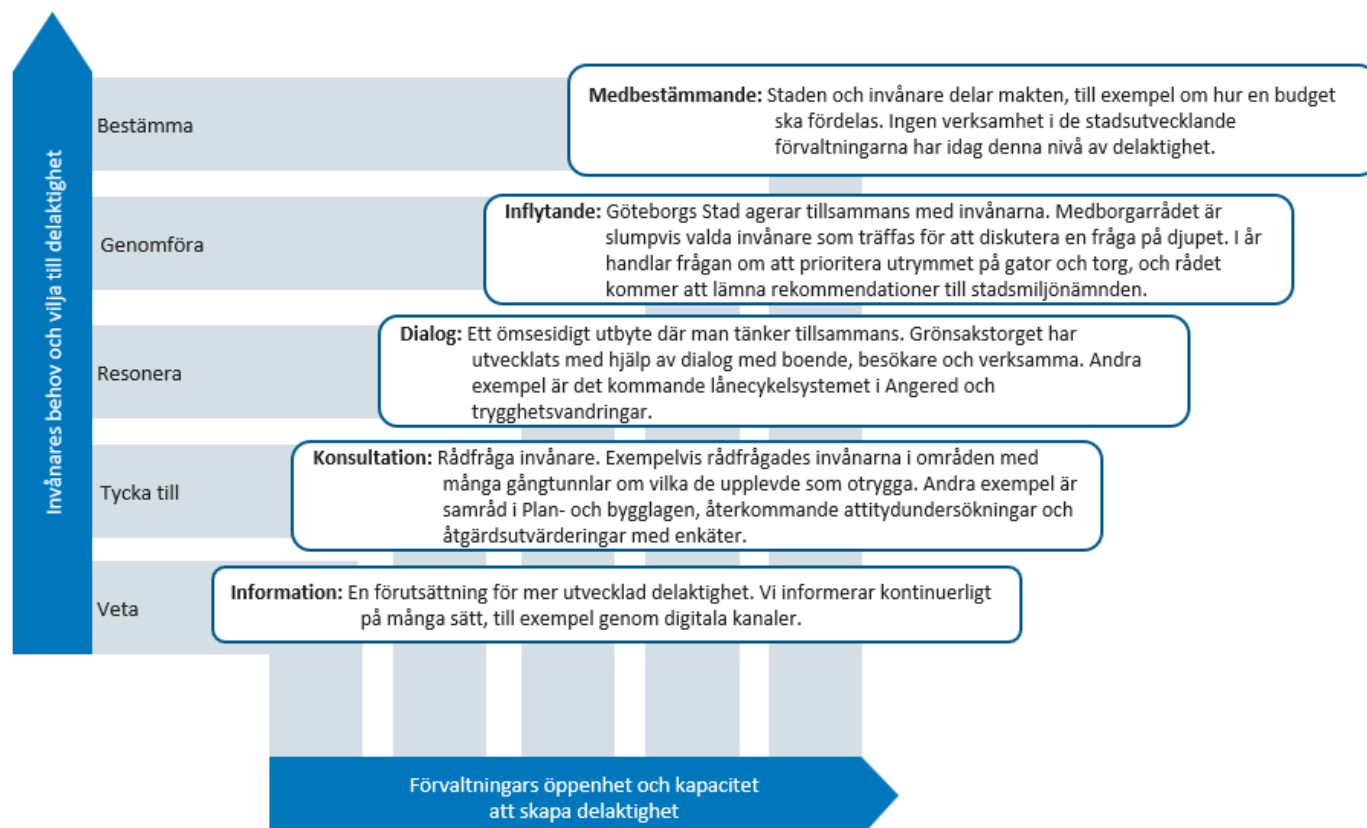 Invånares behov och vilja till delaktighet
Bestämma
Medbestämmande: Staden och invånare delar makten, till exempel om hur en budget
ska fördelas. Ingen verksamhet i de stadsutvecklande
förvaltningarna har idag denna nivå av delaktighet.
Genomföra
Inflytande: Göteborgs Stad agerar tillsammans med invånarna. Medborgarrådet är
slumpvis valda invånare som träffas för att diskutera en fråga på djupet. I år
handlar frågan om att prioritera utrymmet på gator och torg, och rådet
kommer att lämna rekommendationer till stadsmiljönämnden.
Resonera
Dialog: Ett ömsesidigt utbyte där man tänker tillsammans. Grönsakstorget har
utvecklats med hjälp av dialog med boende, besökare och verksamma. Andra
exempel är det kommande lånecykelsystemet i Angered och
trygghetsvandringar.
Tycka till
Konsultation: Rådfråga invånare. Exempelvis rådfrågades invånarna i områden med
många gångtunnlar om vilka de upplevde som otrygga. Andra exempel är
samråd i Plan- och bygglagen, återkommande attitydundersökningar och
åtgärdsutvärderingar med enkäter.
Veta
Information: En förutsättning för mer utvecklad delaktighet. Vi informerar kontinuerligt
på många sätt, till exempel genom digitala kanaler.
Förvaltningars öppenhet och kapacitet
att skapa delaktighet